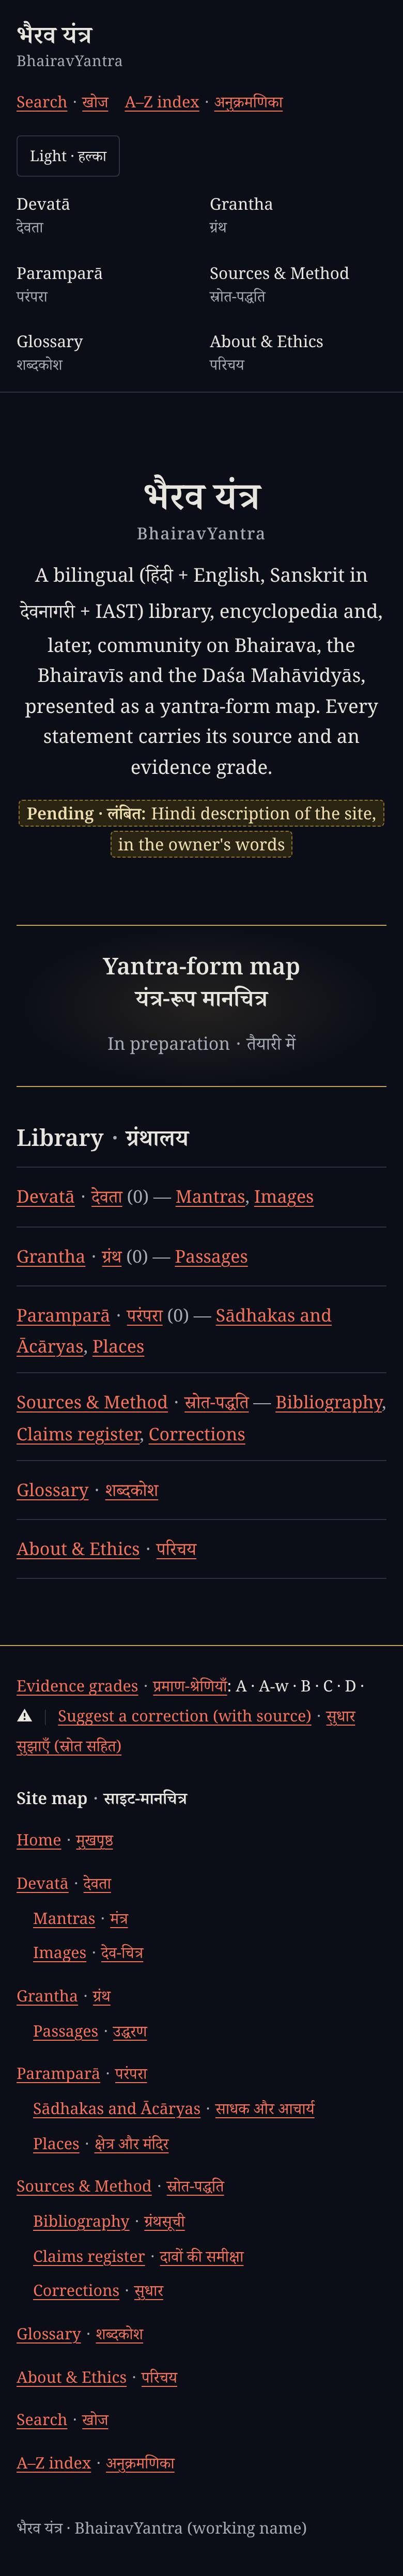 भैरव यंत्र
BhairavYantra
Search · खोज A–Z index · अनुक्रमणिका
Light · हल्का
Devatā Grantha
देवता ग्रंथ
Paramparā Sources & Method
परंपरा स्रोत-पद्धति
Glossary About & Ethics
शब्दकोश परिचय
भैरव यंत्र
BhairavYantra
A bilingual (हिंदी + English, Sanskrit in
देवनागरी + IAST) library, encyclopedia and,
later, community on Bhairava, the
Bhairavīs and the Daśa Mahāvidyās,
presented as a yantra-form map. Every
statement carries its source and an
evidence grade.
Pending · लंबित: Hindi description of the site,
in the owner's words
Yantra-form map
यंत्र-रूप मानचित्र
In preparation · तैयारी में
Library · ग्रंथालय
Devatā · देवता (0) — Mantras, Images
Grantha · ग्रंथ (0) — Passages
Paramparā · परंपरा (0) — Sādhakas and
Ācāryas, Places
Sources & Method · स्रोत-पद्धति — Bibliography,
Claims register, Corrections
Glossary · शब्दकोश
About & Ethics · परिचय
Evidence grades · प्रमाण-श्रेणियाँ: A · A-w · B · C · D ·
⚠ | Suggest a correction (with source) · सुधार
सुझाएँ (स्रोत सहित)
Site map · साइट-मानचित्र
Home · मुखपृष्ठ
Devatā · देवता
Mantras · मंत्र
Images · देव-चित्र
Grantha · ग्रंथ
Passages · उद्धरण
Paramparā · परंपरा
Sādhakas and Ācāryas · साधक और आचार्य
Places · क्षेत्र और मंदिर
Sources & Method · स्रोत-पद्धति
Bibliography · ग्रंथसूची
Claims register · दावों की समीक्षा
Corrections · सुधार
Glossary · शब्दकोश
About & Ethics · परिचय
Search · खोज
A–Z index · अनुक्रमणिका
भैरव यंत्र · BhairavYantra (working name)